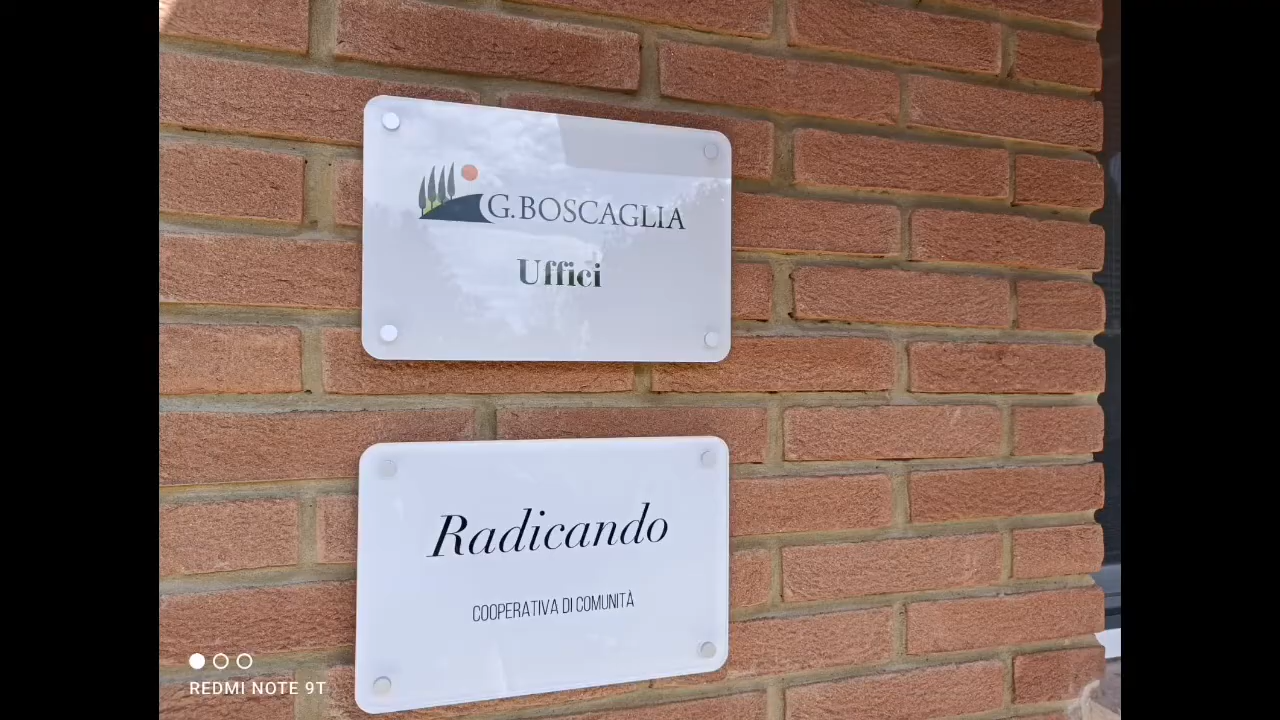 G.BOSCAGLIA
Uffici
Radicando
COOPERATIVA DI COMUNITÀ
REDMI NOTE 9T